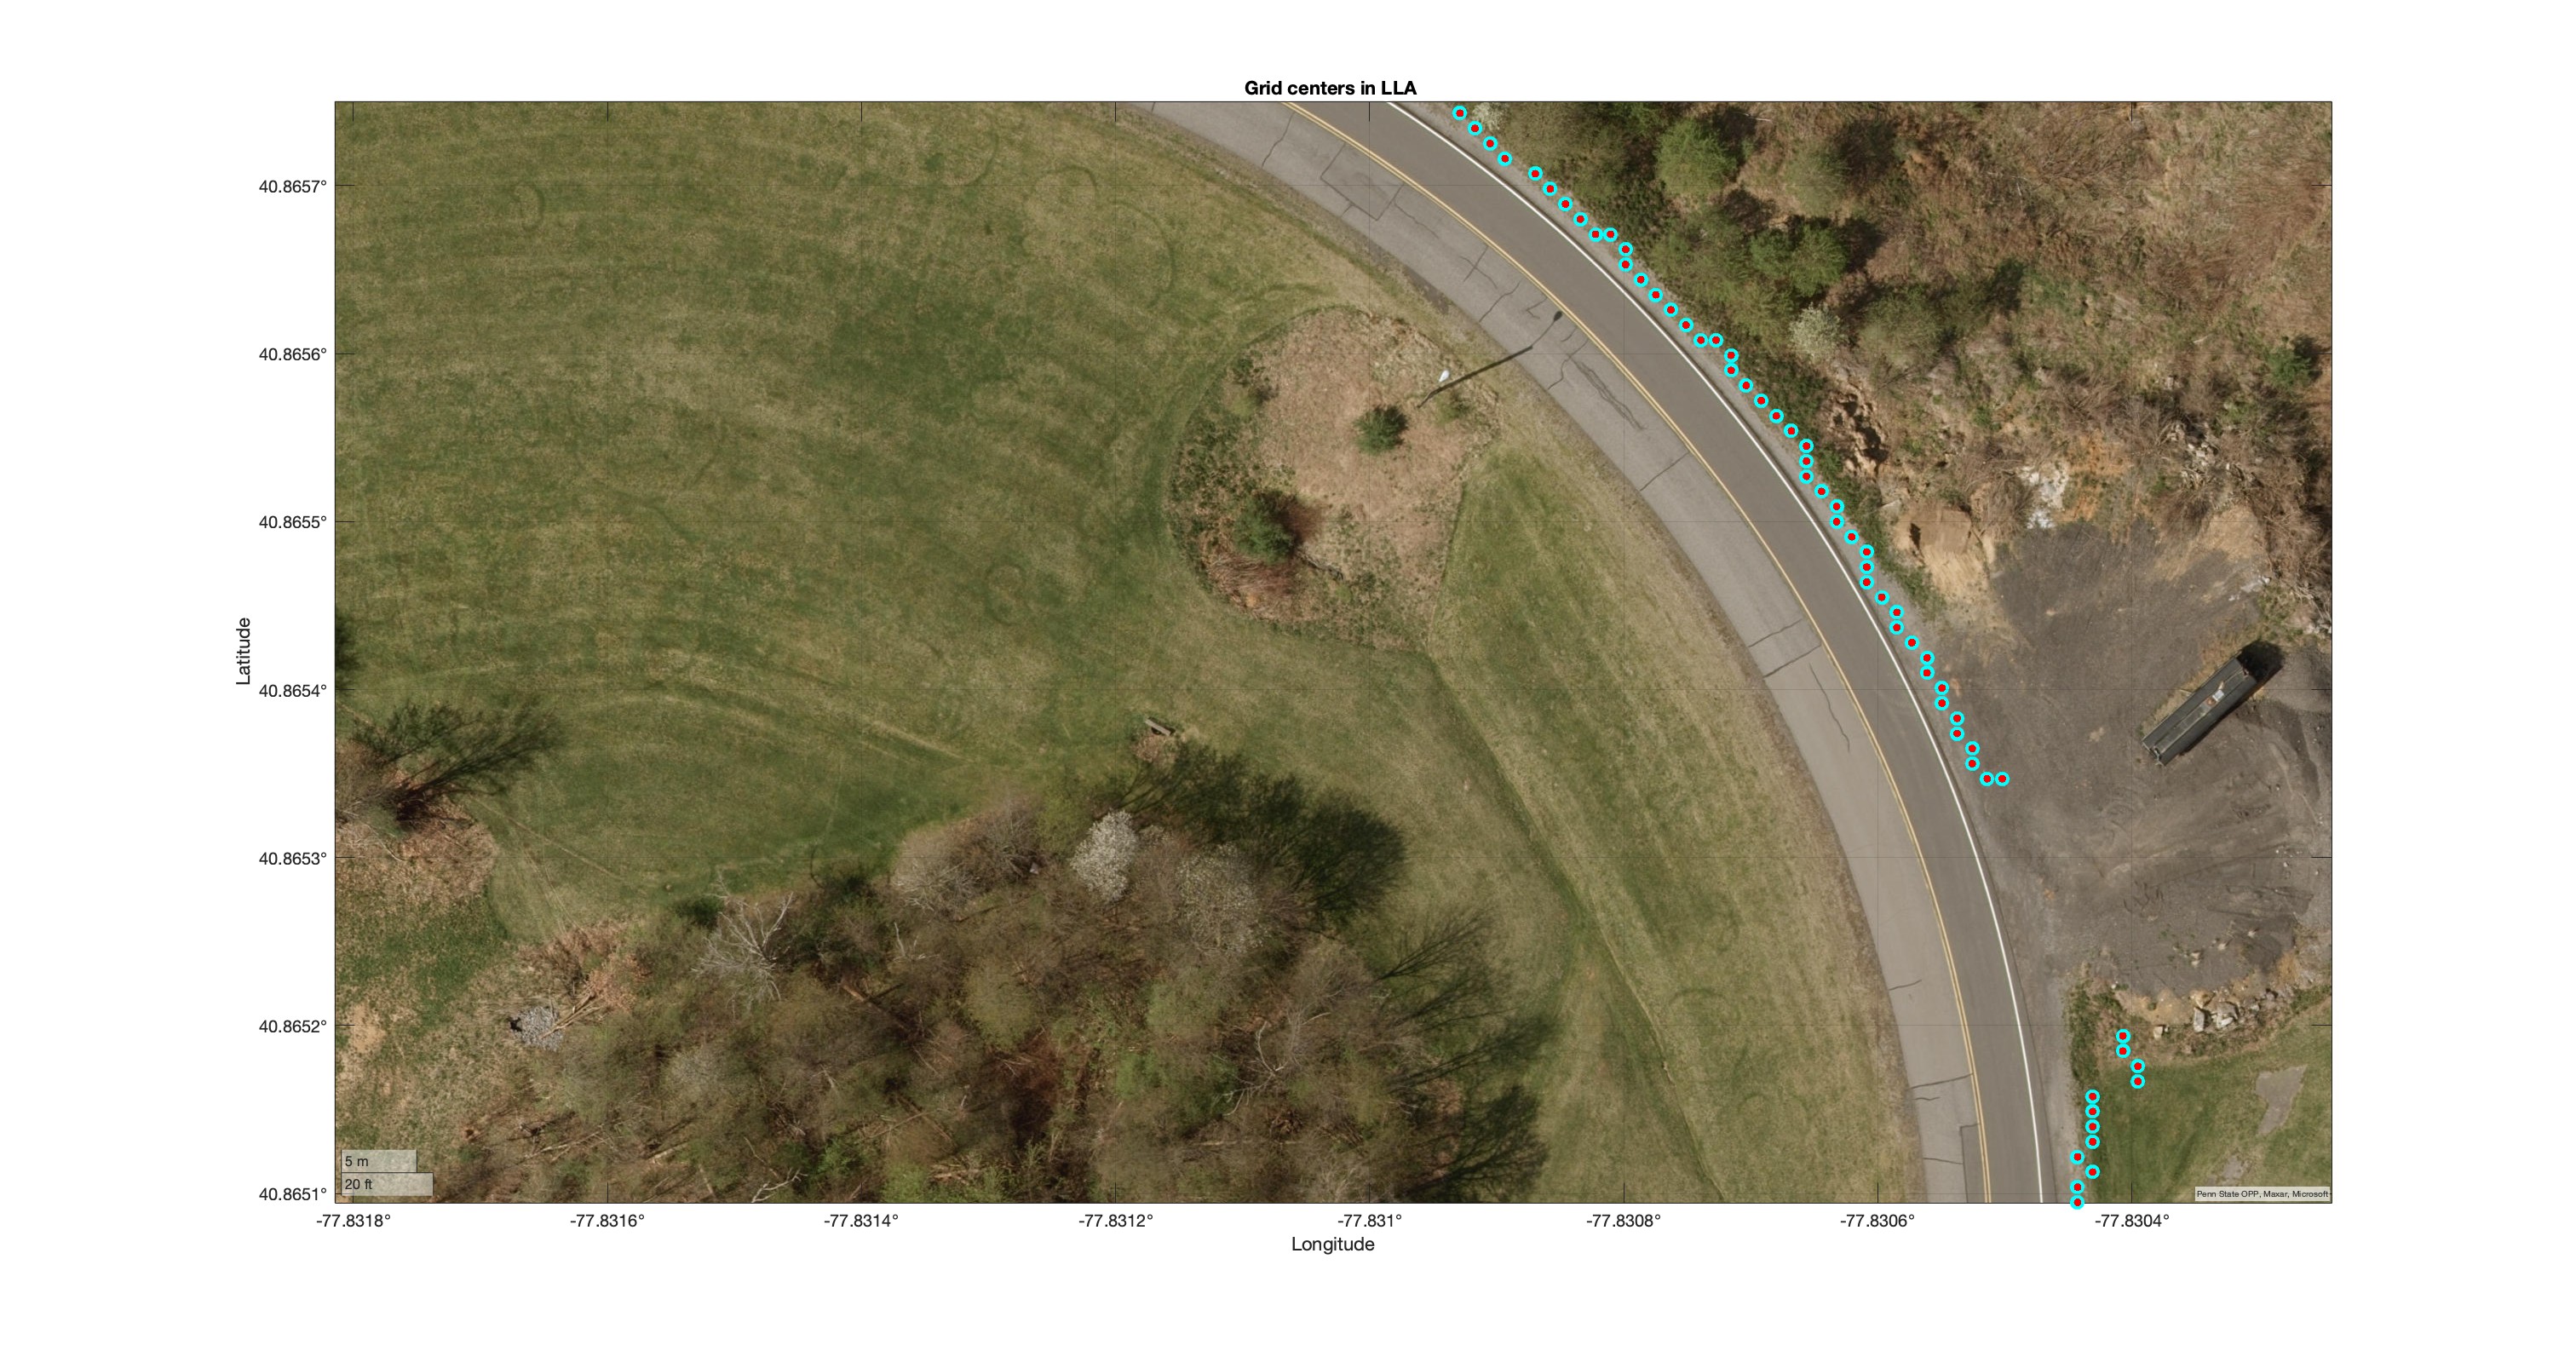 Grid centers in LLA
40.8657°
40.8656°
40.8655°
40.8654°
40.8653°
40.8652°
40.8651°
Latitude
5 m
20 ft
Penn State OPP, Maxar, Microsoft
-77.8318°
-77.8316°
-77.8314°
-77.8312°
-77.831°
-77.8308°
-77.8306°
-77.8304°
Longitude